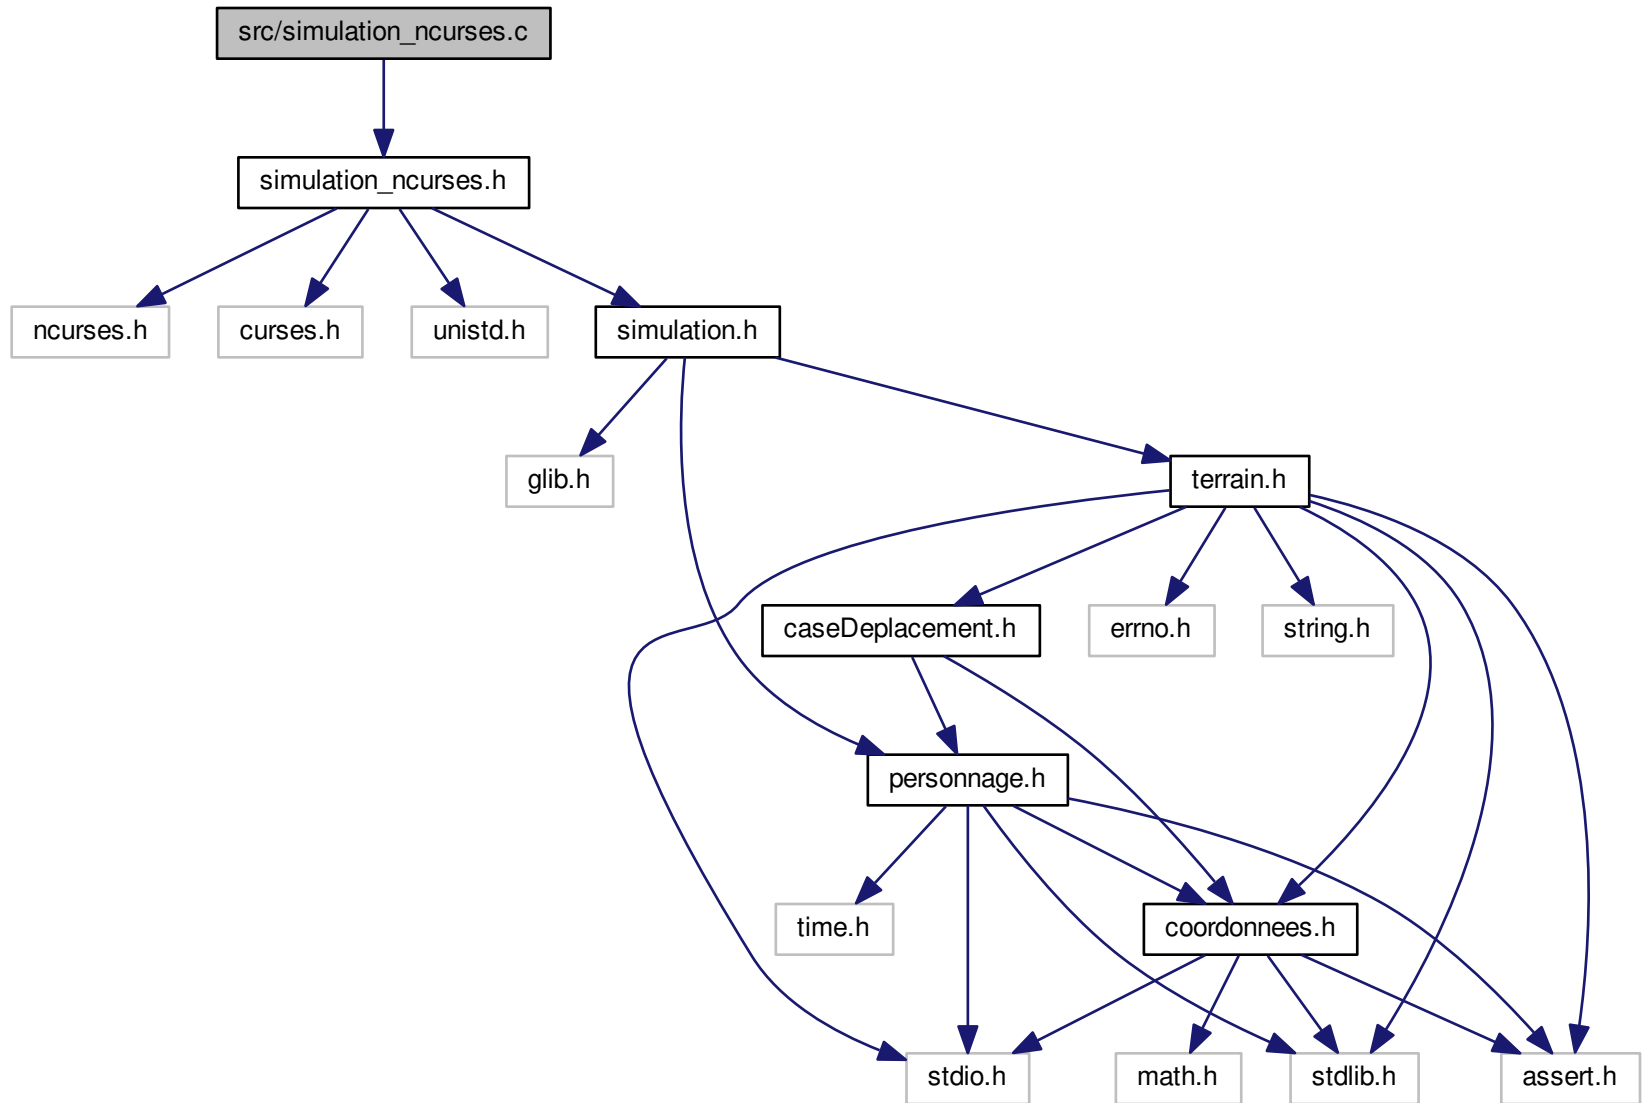 src/simulation_ncurses.c
simulation_ncurses.h
ncurses.h
curses.h
unistd.h
simulation.h
glib.h
terrain.h
caseDeplacement.h
errno.h
string.h
personnage.h
time.h
coordonnees.h
stdio.h
math.h
stdlib.h
assert.h